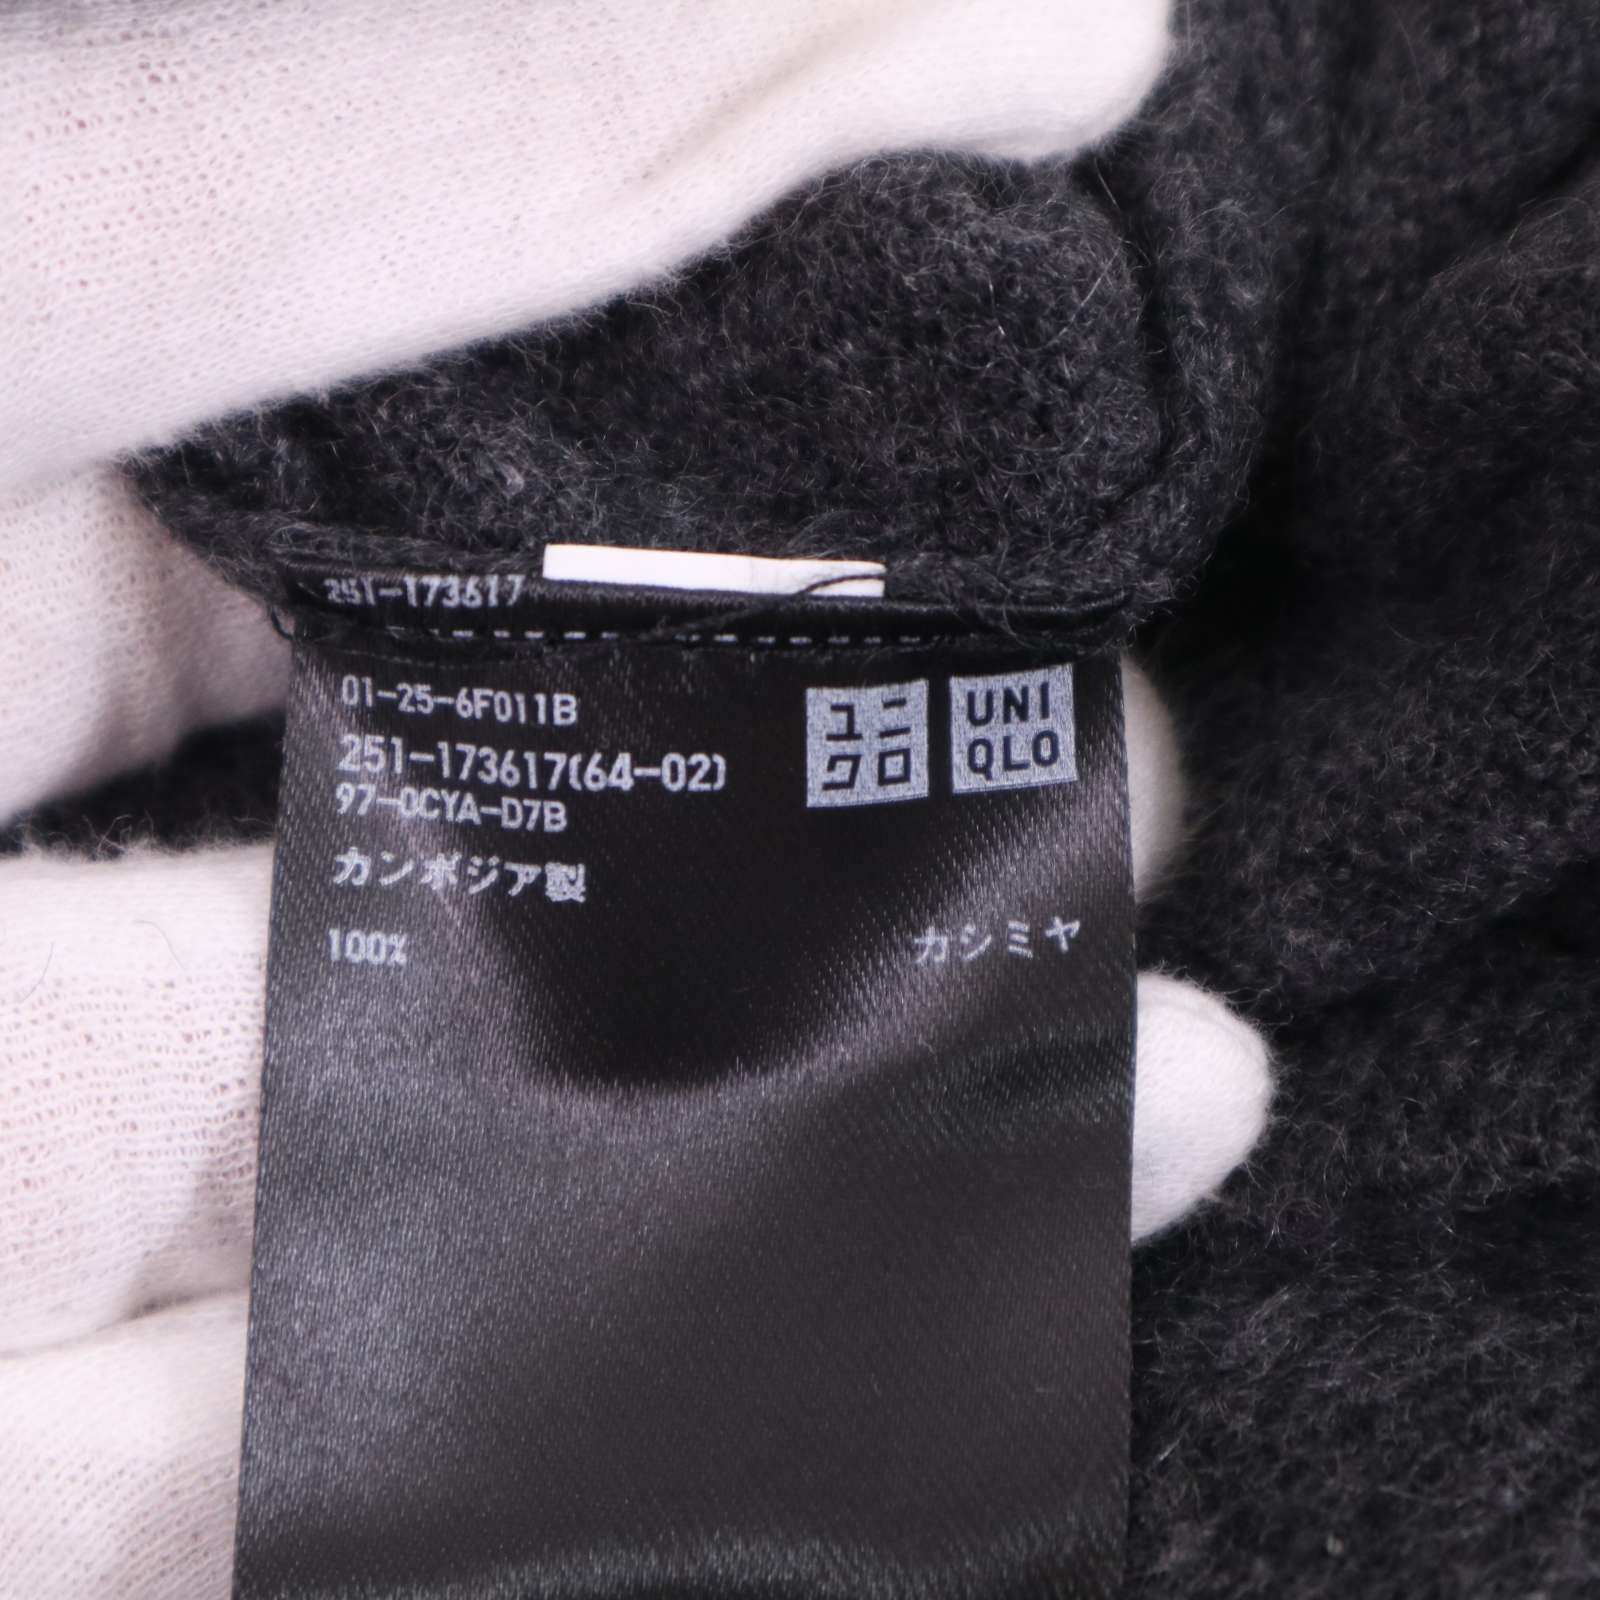 251-173617
01-25-6F011B
251-173617(64-02)
97-0CYA-D7B
ユニ
クロ
UNI
QLO
カンボジア製
100% カシミヤ